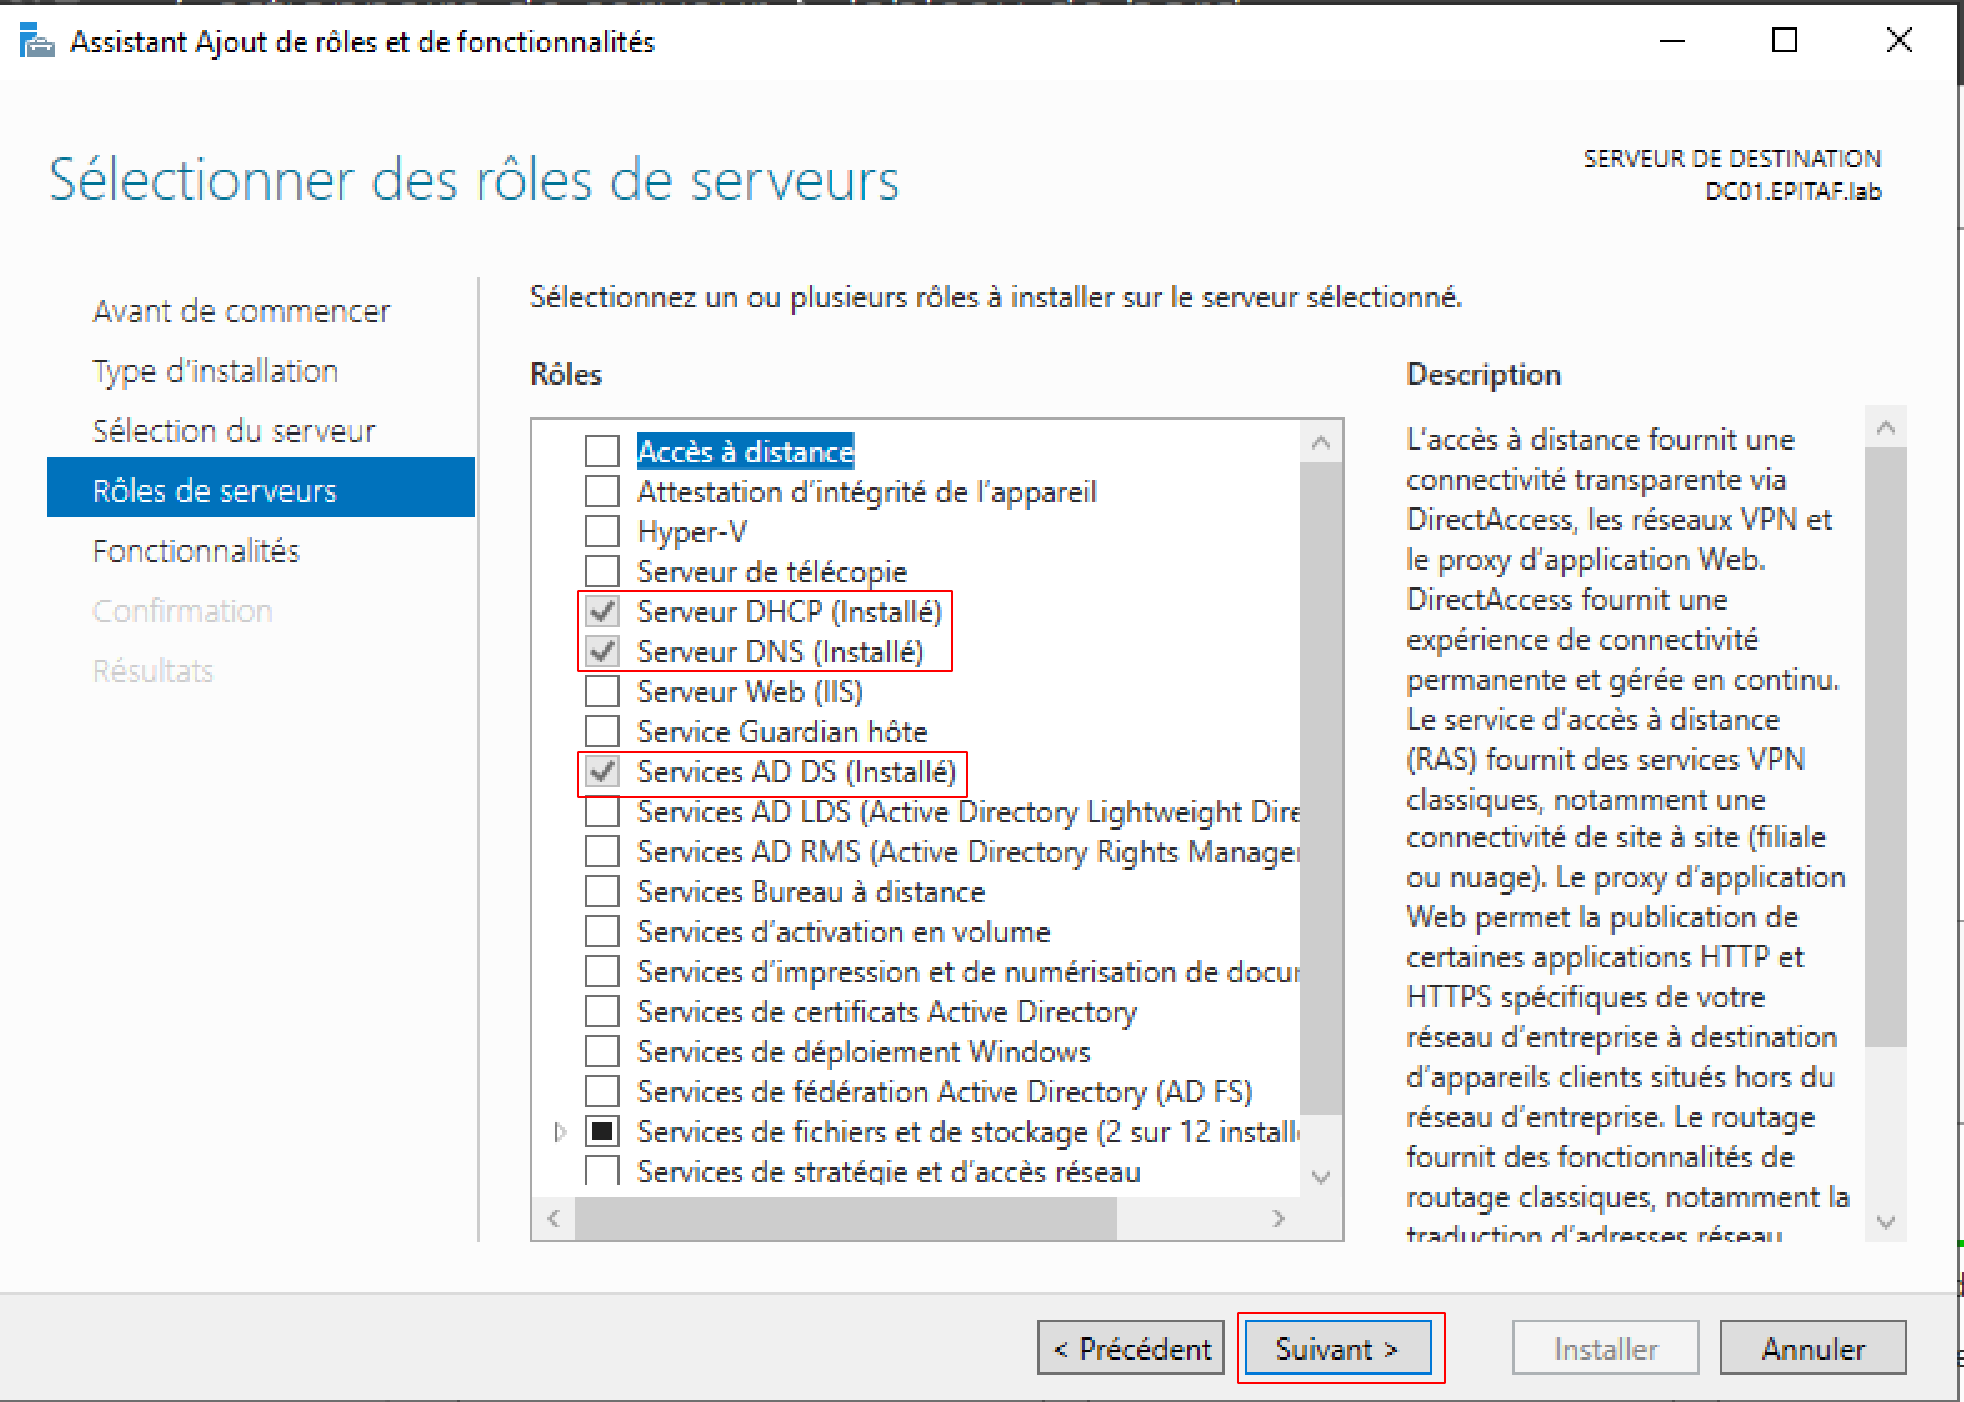 Assistant Ajout de rôles et de fonctionnalités
Sélectionner des rôles de serveurs
SERVEUR DE DESTINATION
DC01.EPITAF.lab
Avant de commencer
Type d'installation
Sélection du serveur
Rôles de serveurs
Fonctionnalités
Confirmation
Résultats
Sélectionnez un ou plusieurs rôles à installer sur le serveur sélectionné.
Rôles
Accès à distance
Attestation d'intégrité de l'appareil
Hyper-V
Serveur de télécopie
Serveur DHCP (Installé)
Serveur DNS (Installé)
Serveur Web (IIS)
Service Guardian hôte
Services AD DS (Installé)
Services AD LDS (Active Directory Lightweight Dire
Services AD RMS (Active Directory Rights Manager
Services Bureau à distance
Services d'activation en volume
Services d'impression et de numérisation de docur
Services de certificats Active Directory
Services de déploiement Windows
Services de fédération Active Directory (AD FS)
Services de fichiers et de stockage (2 sur 12 installé
Services de stratégie et d'accès réseau
Description
L'accès à distance fournit une
connectivité transparente via
DirectAccess, les réseaux VPN et
le proxy d'application Web.
DirectAccess fournit une
expérience de connectivité
permanente et gérée en continu.
Le service d'accès à distance
(RAS) fournit des services VPN
classiques, notamment une
connectivité de site à site (filiale
ou nuage). Le proxy d'application
Web permet la publication de
certaines applications HTTP et
HTTPS spécifiques de votre
réseau d'entreprise à destination
d'appareils clients situés hors du
réseau d'entreprise. Le routage
fournit des fonctionnalités de
routage classiques, notamment la
traduction d'adresses réseau
< Précédent
Suivant >
Installer
Annuler